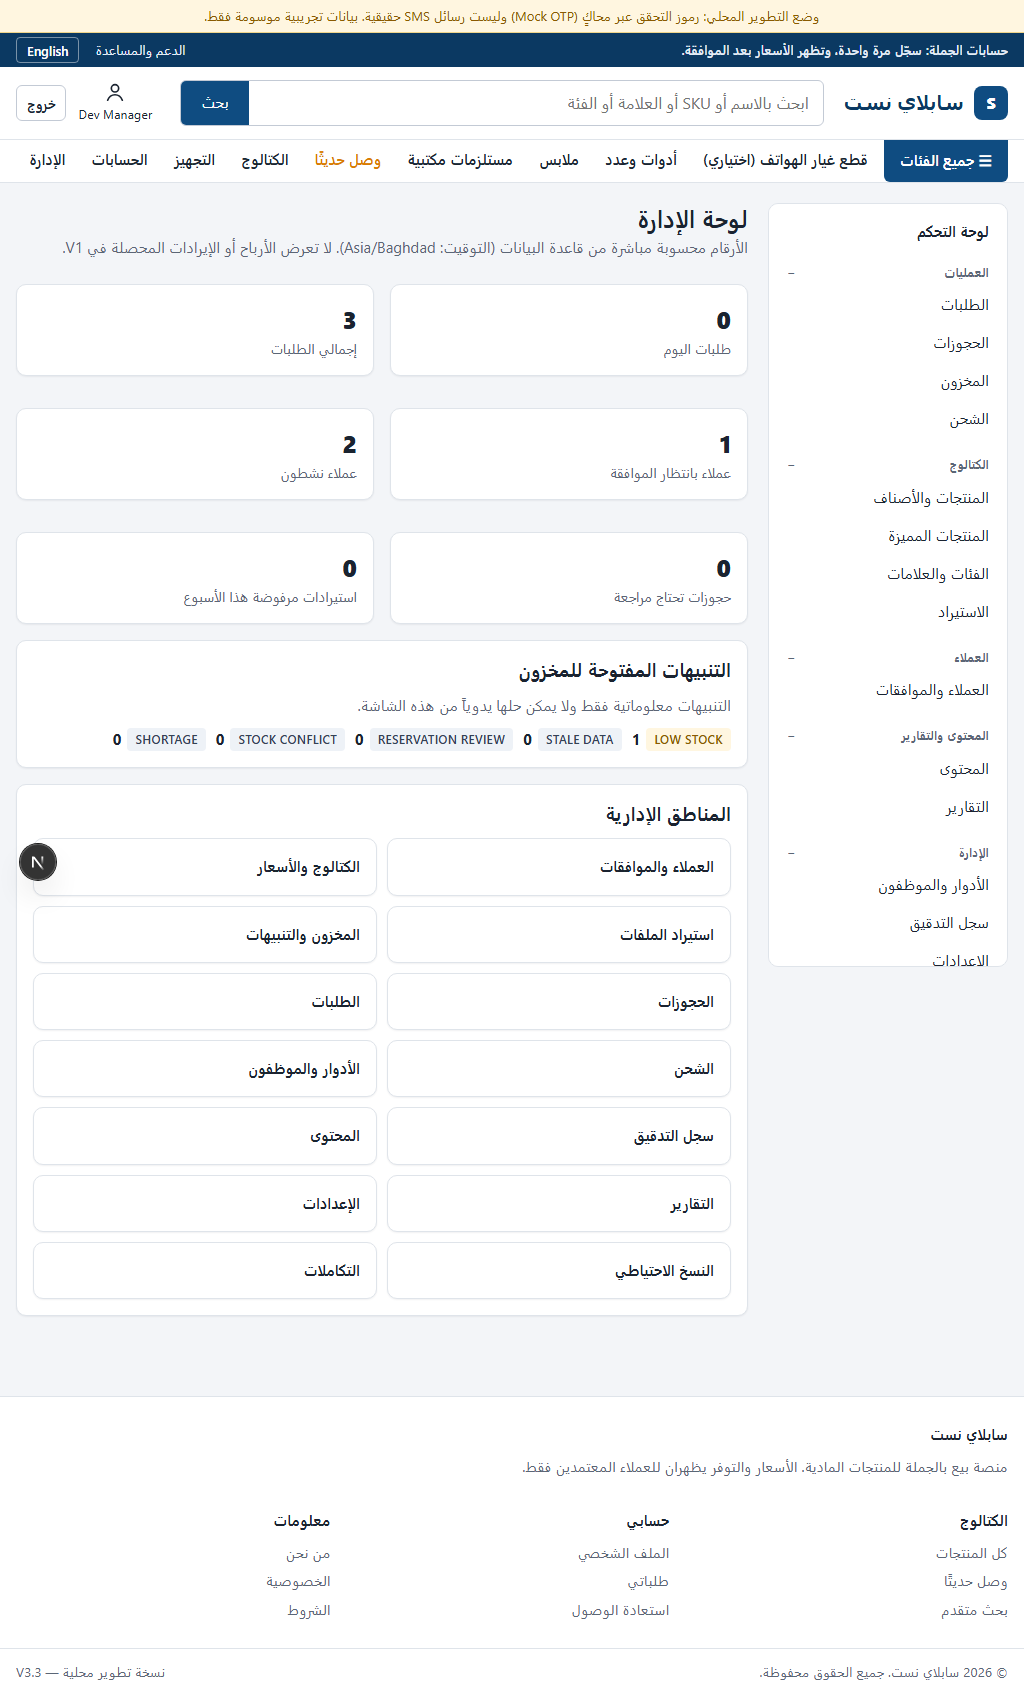 وضع التطوير المحلي: رموز التحقق عبر محاكٍ (Mock OTP) وليست رسائل SMS حقيقية. بيانات تجريبية موسومة فقط.
حسابات الجملة: سجّل مرة واحدة، وتظهر الأسعار بعد الموافقة.
الدعم والمساعدة
English
S
سابلاي نست
ابحث بالاسم أو SKU أو العلامة أو الفئة
بحث
Dev Manager
خروج
☰ جميع الفئات
قطع غيار الهواتف (اختياري)
أدوات وعدد
ملابس
مستلزمات مكتبية
وصل حديثًا
الكتالوج
التجهيز
الحسابات
الإدارة
لوحة التحكم
العمليات –
الطلبات
الحجوزات
المخزون
الشحن
الكتالوج –
المنتجات والأصناف
المنتجات المميزة
الفئات والعلامات
الاستيراد
العملاء –
العملاء والموافقات
المحتوى والتقارير –
المحتوى
التقارير
الإدارة –
الأدوار والموظفون
سجل التدقيق
الإعدادات
لوحة الإدارة
الأرقام محسوبة مباشرة من قاعدة البيانات (التوقيت: Asia/Baghdad). لا تعرض الأرباح أو الإيرادات المحصلة في V1.
0
طلبات اليوم
3
إجمالي الطلبات
1
عملاء بانتظار الموافقة
2
عملاء نشطون
0
حجوزات تحتاج مراجعة
0
استيرادات مرفوضة هذا الأسبوع
التنبيهات المفتوحة للمخزون
التنبيهات معلوماتية فقط ولا يمكن حلها يدوياً من هذه الشاشة.
LOW STOCK 1 STALE DATA 0 RESERVATION REVIEW 0 STOCK CONFLICT 0 SHORTAGE 0
المناطق الإدارية
العملاء والموافقات
الكتالوج والأسعار
استيراد الملفات
المخزون والتنبيهات
الحجوزات
الطلبات
الشحن
الأدوار والموظفون
سجل التدقيق
المحتوى
التقارير
الإعدادات
النسخ الاحتياطي
التكاملات
N
سابلاي نست
منصة بيع بالجملة للمنتجات المادية. الأسعار والتوفر يظهران للعملاء المعتمدين فقط.
الكتالوج
كل المنتجات
وصل حديثًا
بحث متقدم
حسابي
الملف الشخصي
طلباتي
استعادة الوصول
معلومات
من نحن
الخصوصية
الشروط
© 2026 سابلاي نست. جميع الحقوق محفوظة.
نسخة تطوير محلية — V3.3